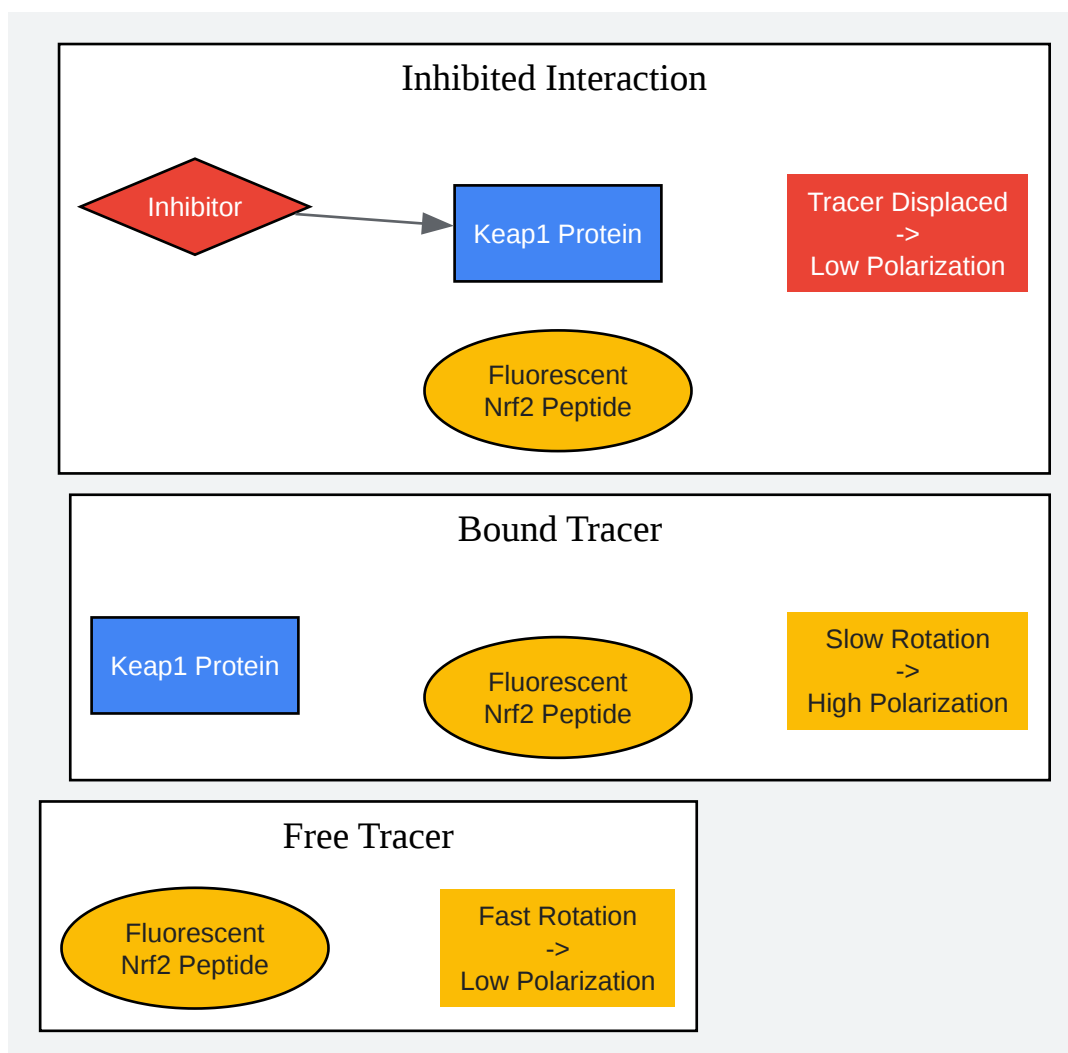 Inhibited Interaction
Inhibitor
Keap1 Protein
Tracer Displaced
->
Low Polarization
Fluorescent
Nrf2 Peptide
Bound Tracer
Keap1 Protein
Fluorescent
Nrf2 Peptide
Slow Rotation
->
High Polarization
Free Tracer
Fluorescent
Nrf2 Peptide
Fast Rotation
->
Low Polarization